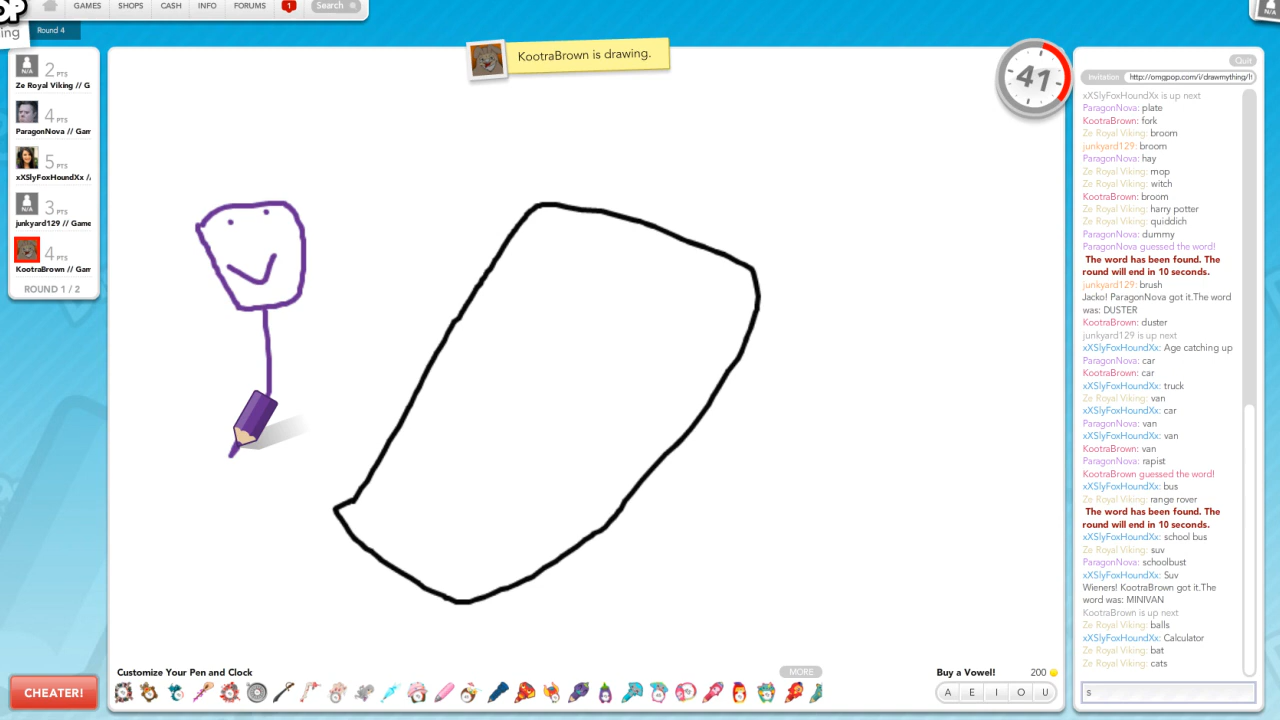 OP
ing
GAMES
SHOPS
CASH
INFO
FORUMS
1
Search
N/A
Round 4
N/A
2 PTS
Ze Royal Viking // G
4 PTS
ParagonNova // Gam
5 PTS
xXSlyFoxHoundXx //
N/A
3 PTS
junkyard129 // Game
4 PTS
KootraBrown // Gam
ROUND 1 / 2
CHEATER!
KootraBrown is drawing.
41
Customize Your Pen and Clock
MORE
Buy a Vowel!
200
A E I O U
Quit
Invitation
http://omgpop.com/i/drawmything/l
xXSlyFoxHoundXx is up next
ParagonNova: plate
KootraBrown: fork
Ze Royal Viking: broom
junkyard129: broom
ParagonNova: hay
Ze Royal Viking: mop
Ze Royal Viking: witch
KootraBrown: broom
Ze Royal Viking: harry potter
Ze Royal Viking: quiddich
ParagonNova: dummy
ParagonNova guessed the word!
The word has been found. The
round will end in 10 seconds.
junkyard129: brush
Jacko! ParagonNova got it.The word
was: DUSTER
KootraBrown: duster
junkyard129 is up next
xXSlyFoxHoundXx: Age catching up
ParagonNova: car
KootraBrown: car
xXSlyFoxHoundXx: truck
Ze Royal Viking: van
xXSlyFoxHoundXx: car
ParagonNova: van
xXSlyFoxHoundXx: van
KootraBrown: van
ParagonNova: rapist
KootraBrown guessed the word!
xXSlyFoxHoundXx: bus
Ze Royal Viking: range rover
The word has been found. The
round will end in 10 seconds.
xXSlyFoxHoundXx: school bus
Ze Royal Viking: suv
ParagonNova: schoolbust
xXSlyFoxHoundXx: Suv
Wieners! KootraBrown got it.The
word was: MINIVAN
KootraBrown is up next
Ze Royal Viking: balls
xXSlyFoxHoundXx: Calculator
Ze Royal Viking: bat
Ze Royal Viking: cats
s